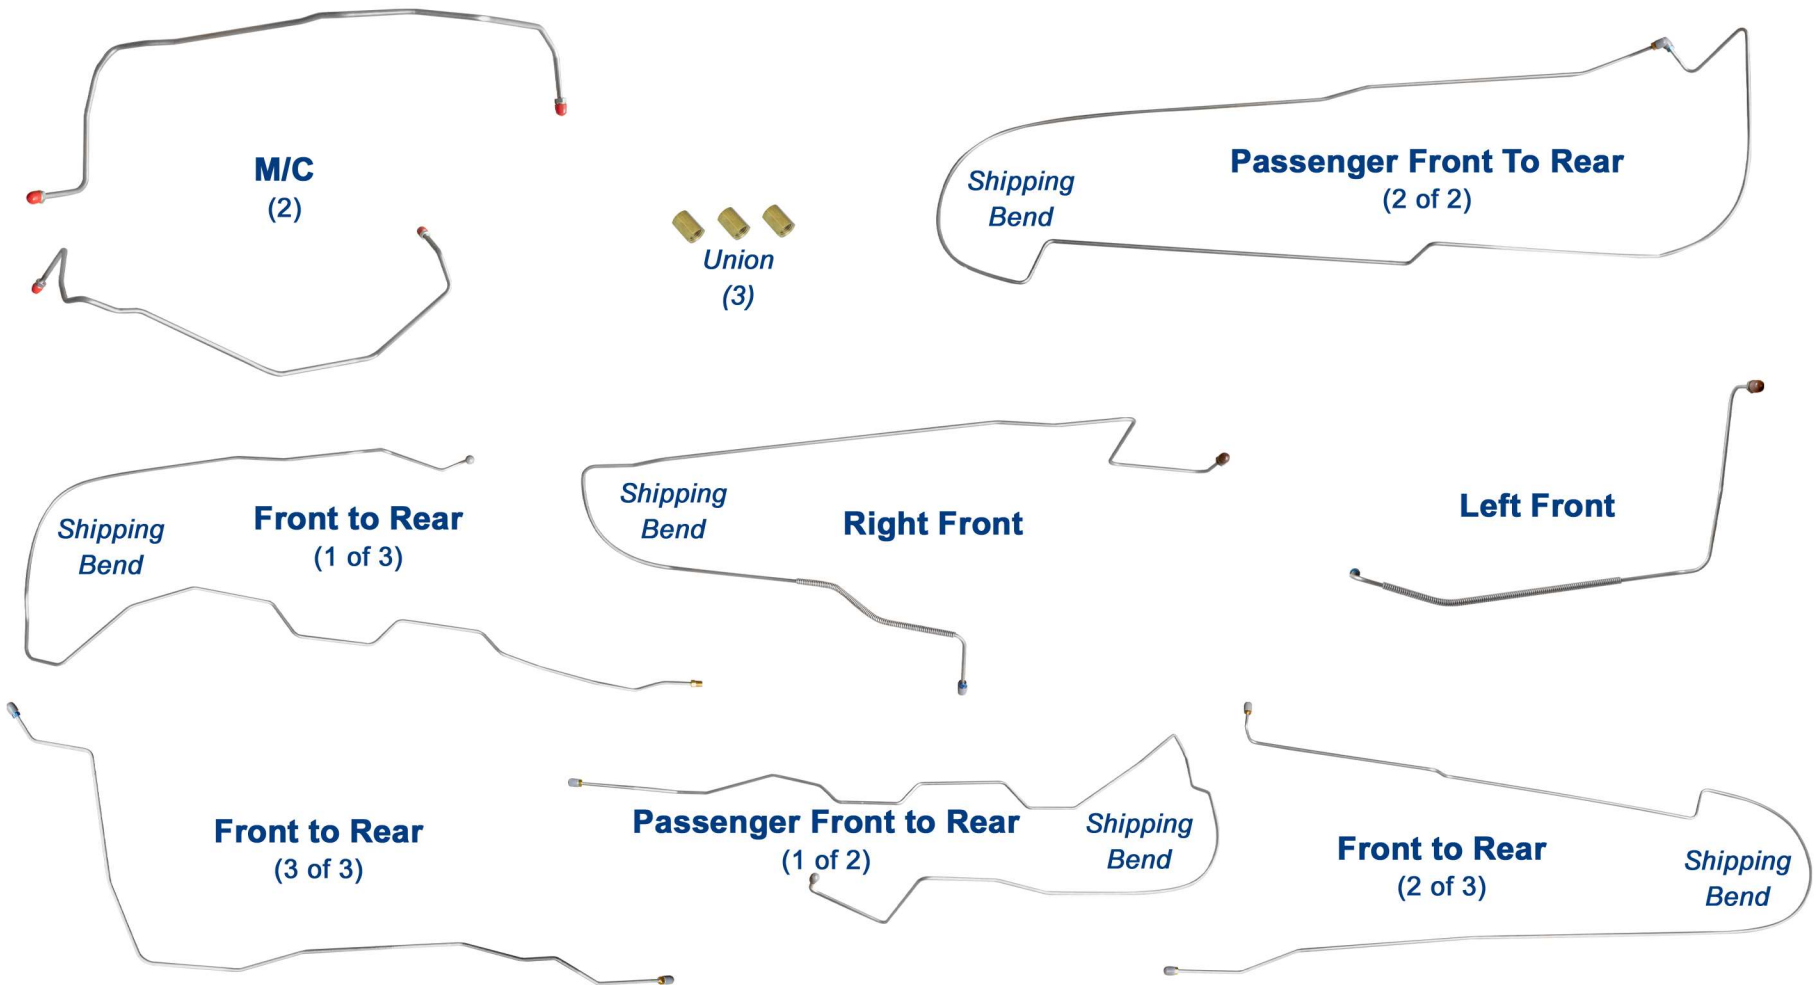 M/C
(2)
Union
(3)
Shipping
Bend
Passenger Front To Rear
(2 of 2)
Shipping
Bend
Front to Rear
(1 of 3)
Shipping
Bend
Right Front
Left Front
Front to Rear
(3 of 3)
Passenger Front to Rear
(1 of 2)
Shipping
Bend
Front to Rear
(2 of 3)
Shipping
Bend